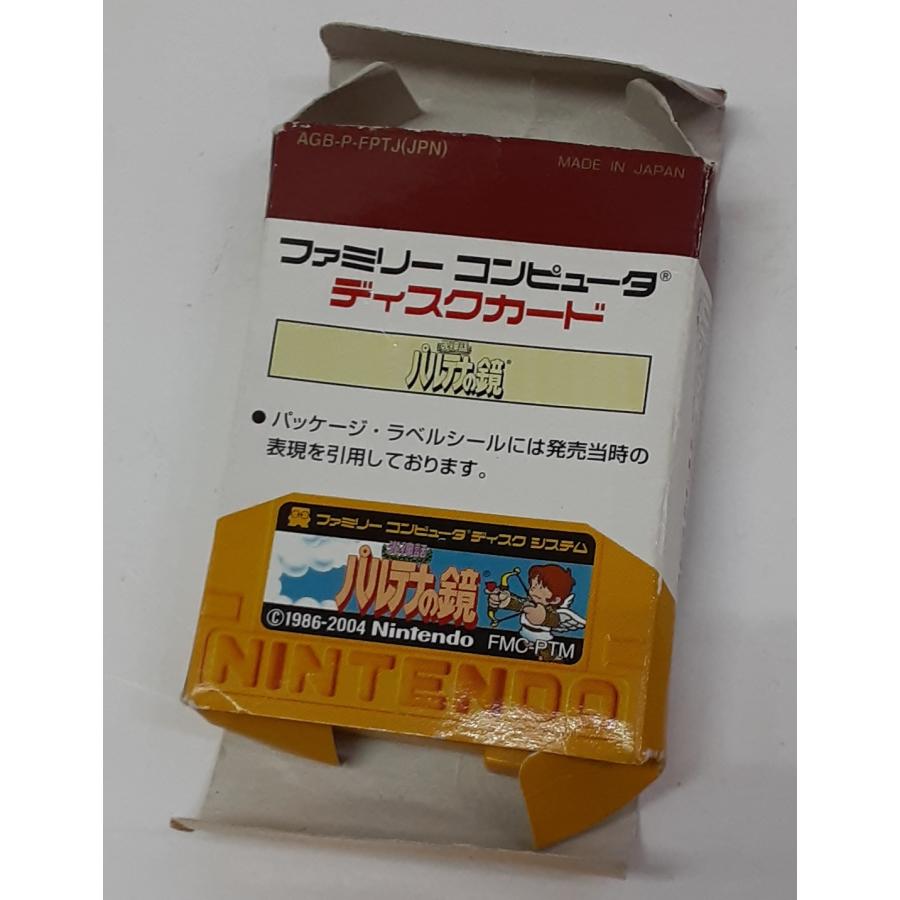 AGB-P-FPTJ(JPN)
MADE IN JAPAN
ファミリー コンピュータ®
ディスクカード
パルテナの鏡®
● パッケージ・ラベルシールには発売当時の
表現を引用しております。
ファミリー コンピュータ ディスク システム
パルテナの鏡®
©1986-2004 Nintendo FMC-PTM
NINTENDO